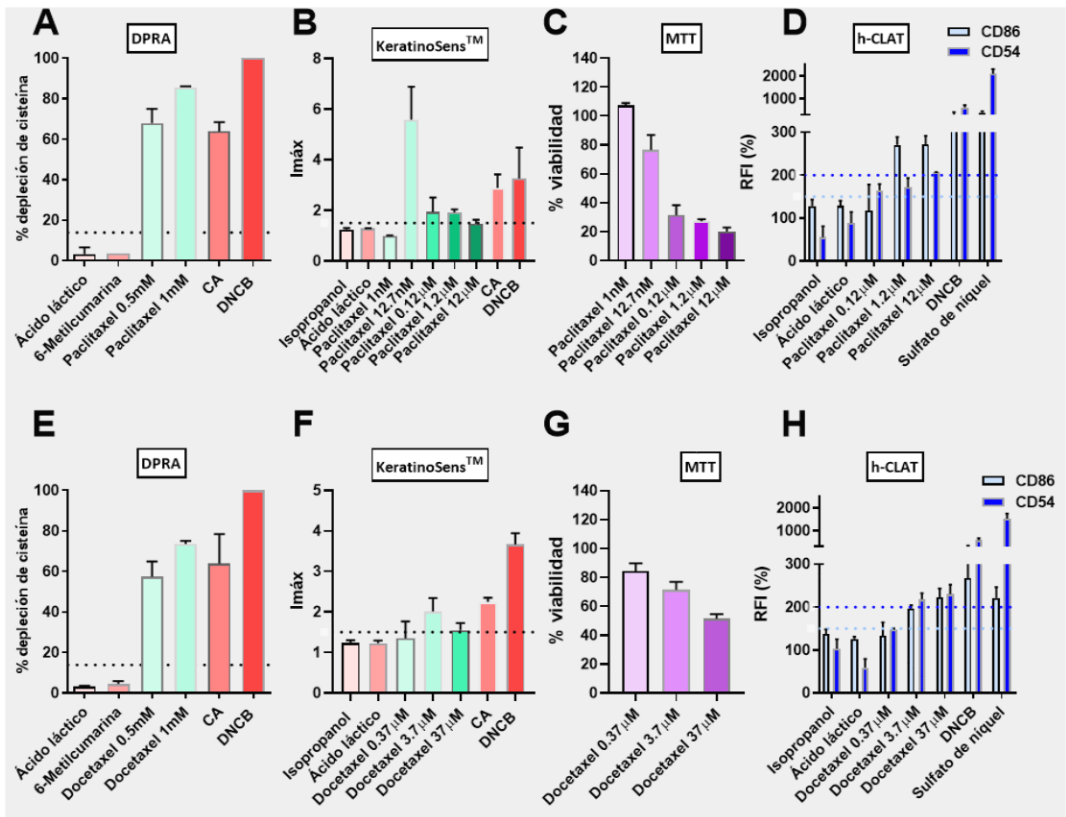 A
DPRA
% depleción de cisteína
100
80
60
40
20
0
Ácido láctico
6-Metilcumarina
Paclitaxel 0.5mM
Paclitaxel 1mM
CA
DNCB
B
KeratinoSens™
Imáx
8
6
4
2
0
Isopropanol
Ácido láctico
Paclitaxel 1nM
Paclitaxel 12.7nM
Paclitaxel 0.12μM
Paclitaxel 1.2μM
Paclitaxel 12μM
CA
DNCB
C
MTT
% viabilidad
140
120
100
80
60
40
20
0
Paclitaxel 1nM
Paclitaxel 12.7nM
Paclitaxel 0.12μM
Paclitaxel 1.2μM
Paclitaxel 12μM
D
h-CLAT
CD86
CD54
RFI (%)
2000
1000
300
200
100
0
Isopropanol
Ácido láctico
Paclitaxel 0.12μM
Paclitaxel 1.2μM
Paclitaxel 12μM
DNCB
Sulfato de níquel
E
DPRA
% depleción de cisteína
100
80
60
40
20
0
Ácido láctico
6-Metilcumarina
Docetaxel 0.5mM
Docetaxel 1mM
CA
DNCB
F
KeratinoSens™
Imáx
5
4
3
2
1
0
Isopropanol
Ácido láctico
Docetaxel 0.37μM
Docetaxel 3.7μM
Docetaxel 37μM
CA
DNCB
G
MTT
% viabilidad
140
120
100
80
60
40
20
0
Docetaxel 0.37μM
Docetaxel 3.7μM
Docetaxel 37μM
H
h-CLAT
CD86
CD54
RFI (%)
2000
1000
300
200
100
0
Isopropanol
Ácido láctico
Docetaxel 0.37μM
Docetaxel 3.7μM
Docetaxel 37μM
DNCB
Sulfato de níquel